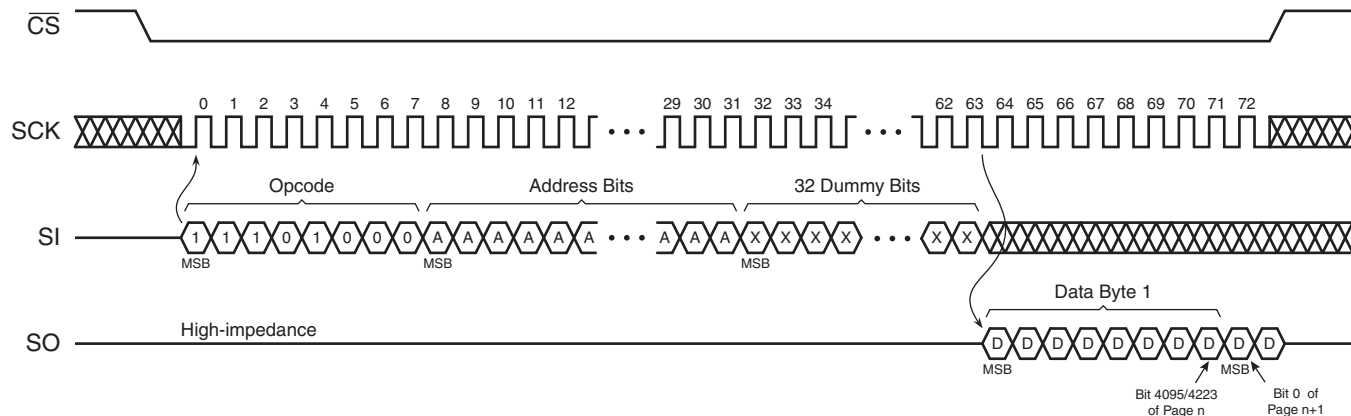 CS
SCK
0 1 2 3 4 5 6 7 8 9 10 11 12 29 30 31 32 33 34 62 63 64 65 66 67 68 69 70 71 72
Opcode Address Bits 32 Dummy Bits
SI 1 1 1 0 1 0 0 0 A A A A A A A A A X X X X X X
MSB MSB MSB
Data Byte 1
High-impedance
SO D D D D D D D D D D
MSB MSB
Bit 4095/4223
of Page n
Bit 0 of
Page n+1